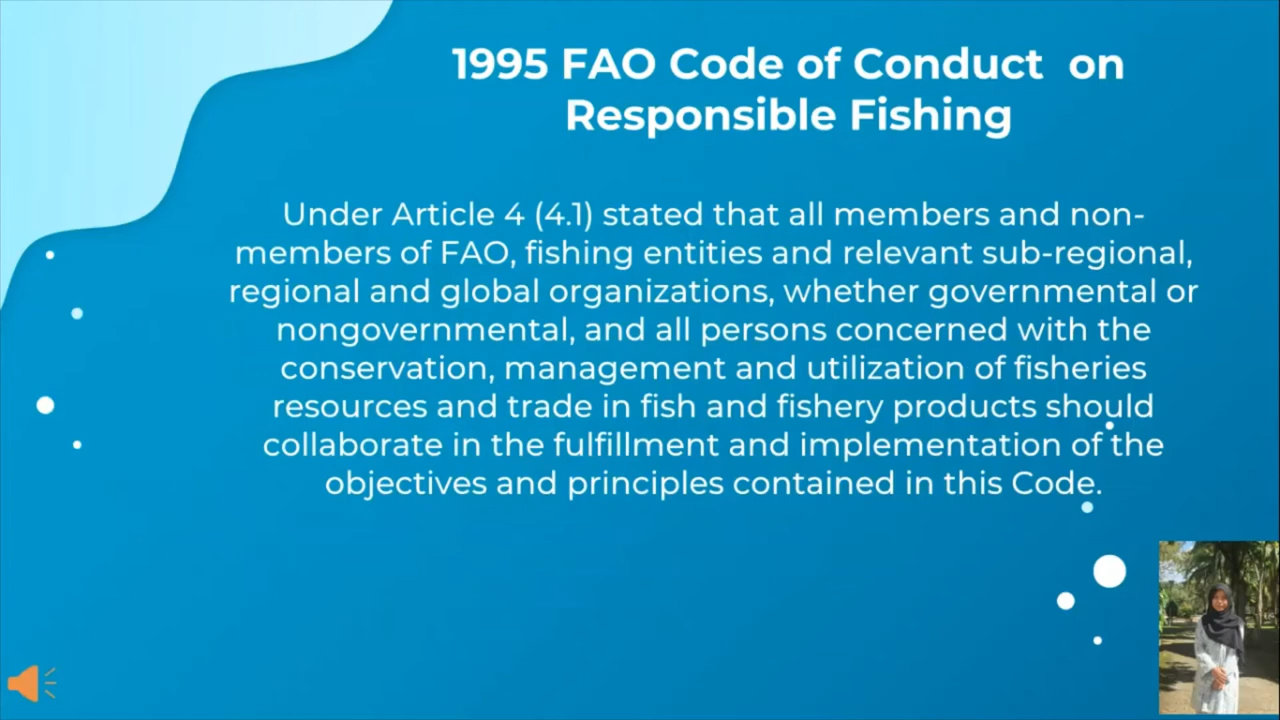 1995 FAO Code of Conduct  on
Responsible Fishing
Under Article 4 (4.1) stated that all members and non-
members of FAO, fishing entities and relevant sub-regional,
regional and global organizations, whether governmental or
nongovernmental, and all persons concerned with the
conservation, management and utilization of fisheries
resources and trade in fish and fishery products should
collaborate in the fulfillment and implementation of the
objectives and principles contained in this Code.